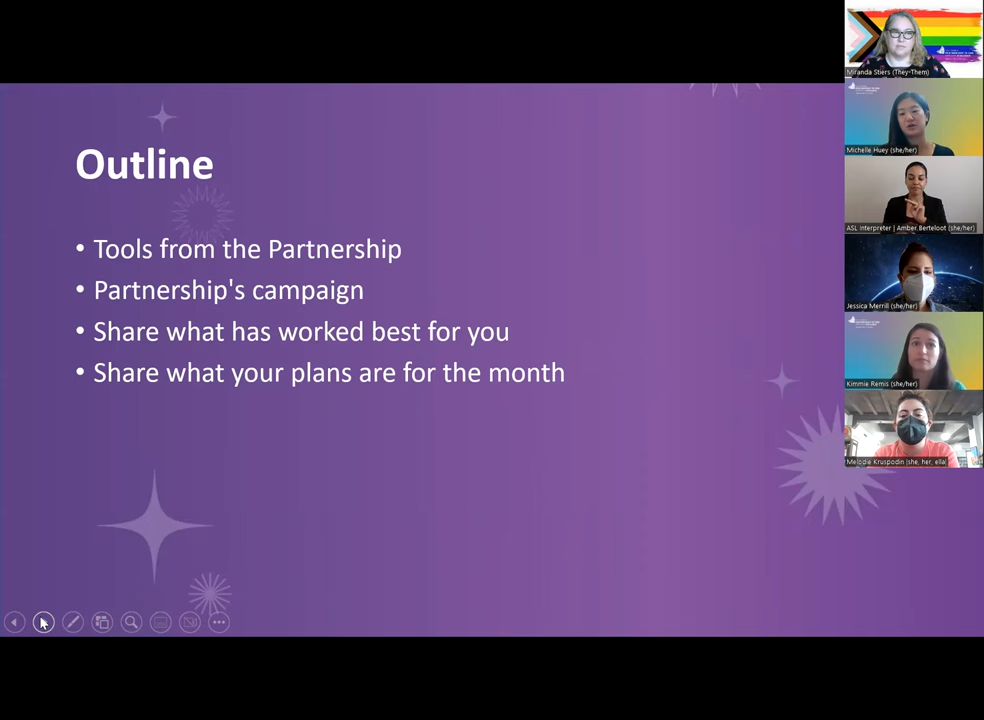 Outline
• Tools from the Partnership
• Partnership's campaign
• Share what has worked best for you
• Share what your plans are for the month
Miranda Stiers (They-Them)
Michelle Huey (she/her)
ASL Interpreter | Amber Berteloot (she/her)
Jessica Merrill (she/her)
Kimmie Remis (she/her)
Melodie Kruspodin (she, her, ella)